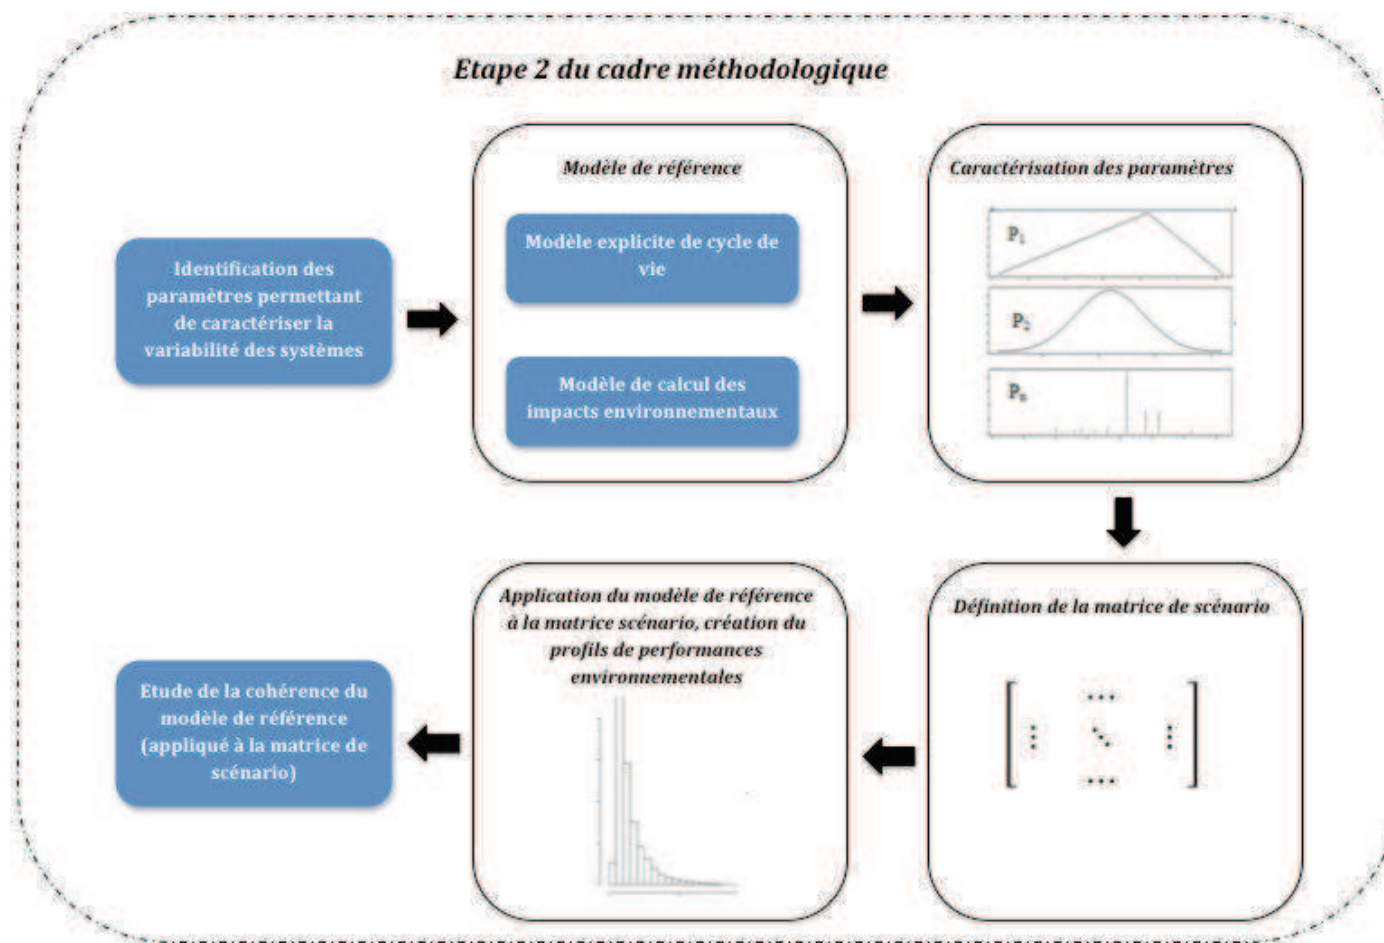 Etape 2 du cadre méthodologique
Identification des
paramètres permettant
de caractériser la
variabilité des systèmes
Modèle de référence
Modèle explicite de cycle de
vie
Modèle de calcul des
impacts environnementaux
Caractérisation des paramètres
P1
P2
Pn
Définition de la matrice de scénario
Application du modèle de référence
à la matrice scénario, création du
profils de performances
environnementales
Etude de la cohérence du
modèle de référence
(appliqué à la matrice de
scénario)